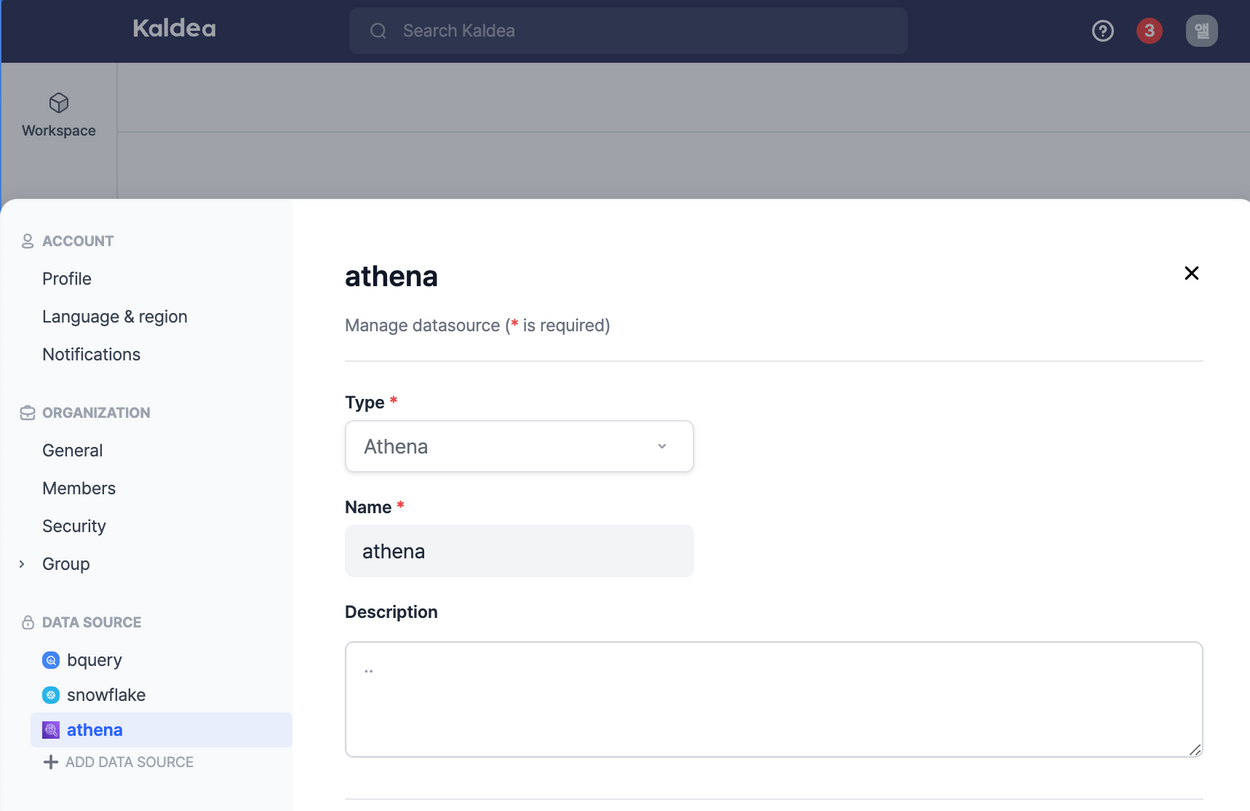 Kaldea
Search Kaldea
?
3
앨
Workspace
ACCOUNT
Profile
Language & region
Notifications
ORGANIZATION
General
Members
Security
Group
DATA SOURCE
bquery
snowflake
athena
ADD DATA SOURCE
athena
Manage datasource (* is required)
Type *
Athena
Name *
athena
Description
..